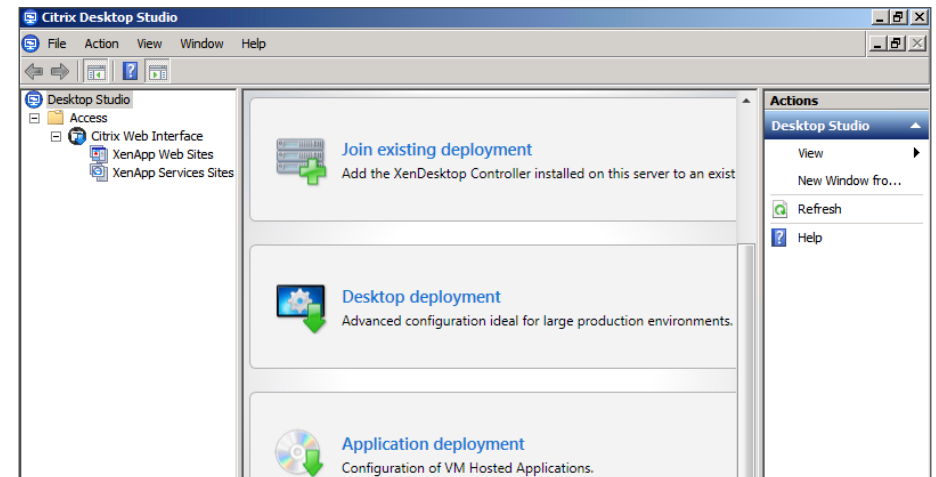 Citrix Desktop Studio
File Action View Window Help
Desktop Studio
Access
Citrix Web Interface
XenApp Web Sites
XenApp Services Sites
Join existing deployment
Add the XenDesktop Controller installed on this server to an exist
Desktop deployment
Advanced configuration ideal for large production environments.
Application deployment
Configuration of VM Hosted Applications.
Actions
Desktop Studio
View
New Window fro...
Refresh
Help